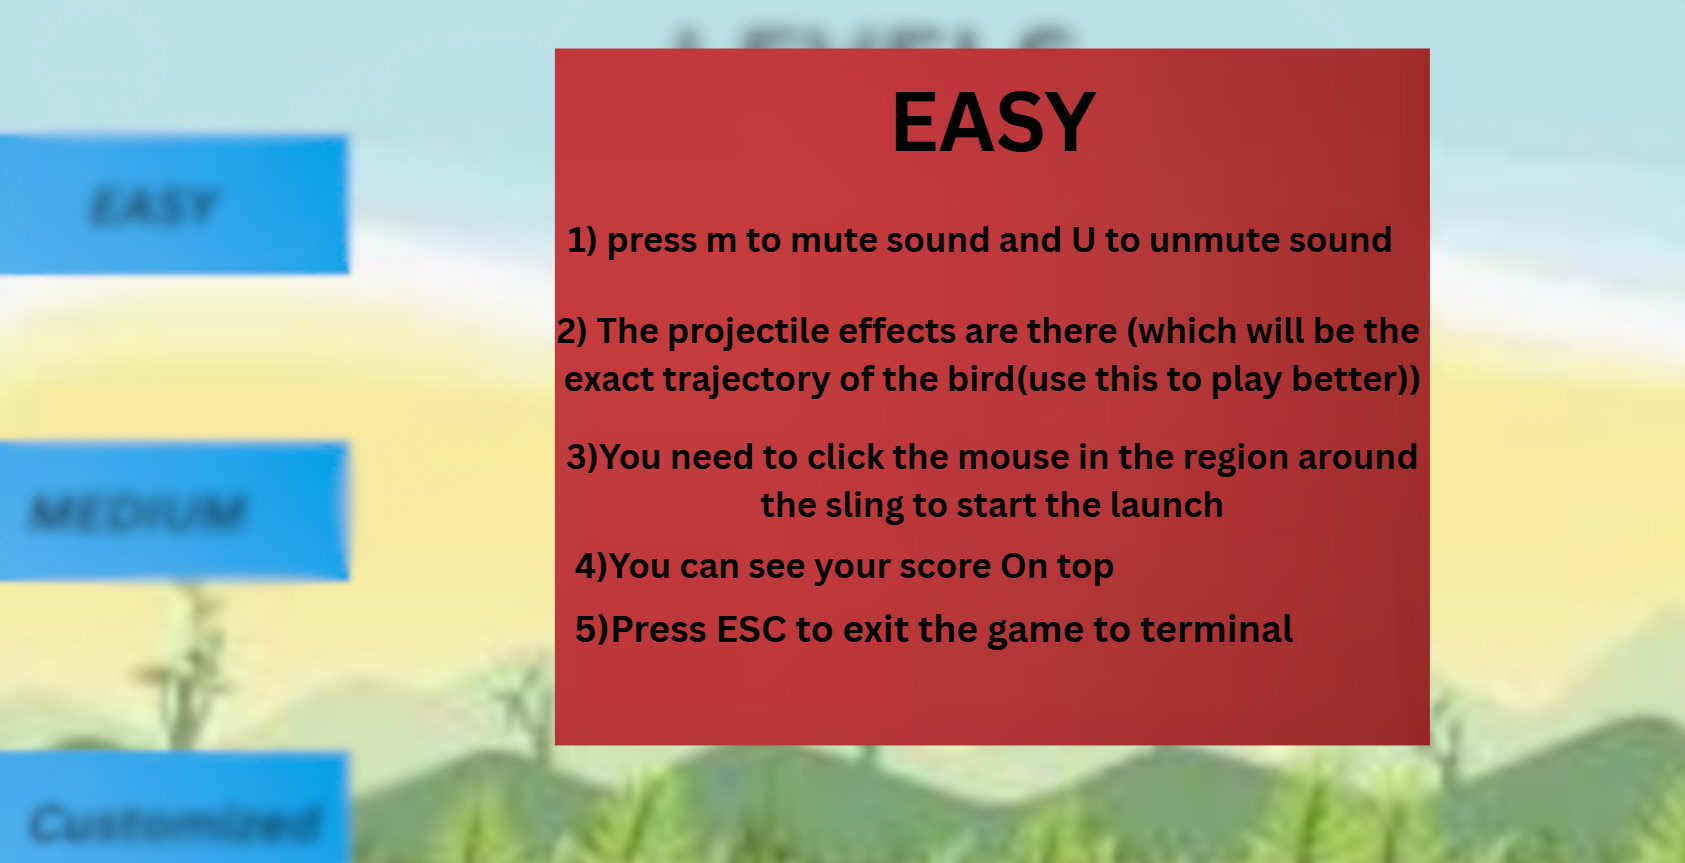 LEVELS
EASY
EASY
1) press m to mute sound and U to unmute sound
2) The projectile effects are there (which will be the
exact trajectory of the bird(use this to play better))
3)You need to click the mouse in the region around
the sling to start the launch
4)You can see your score On top
5)Press ESC to exit the game to terminal
MEDIUM
Customized